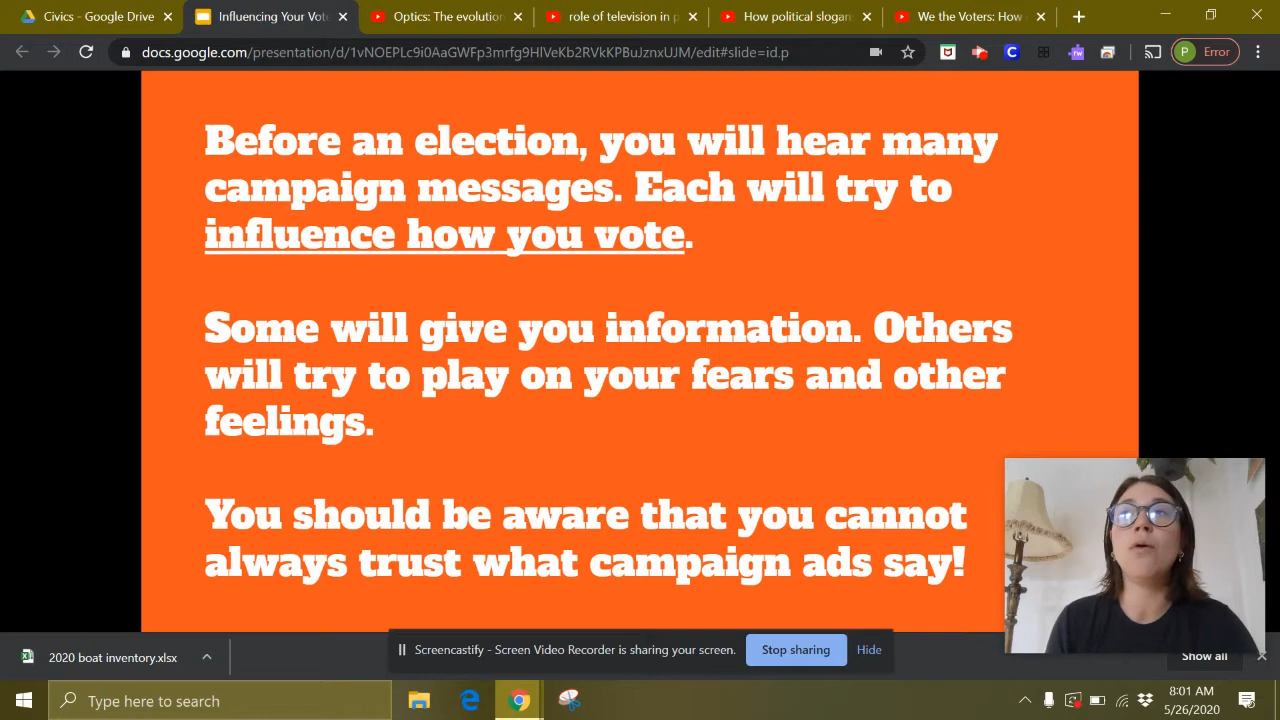 Civics - Google Drive
Influencing Your Vot
Optics: The evolution
role of television in p
How political slogan
We the Voters: How
docs.google.com/presentation/d/1vNOEPLc9i0AaGWFp3mrfg9HlVeKb2RVkKPBuJznxUJM/edit#slide=id.p
rw
P
Error
Before an election, you will hear many
campaign messages. Each will try to
influence how you vote.
Some will give you information. Others
will try to play on your fears and other
feelings.
You should be aware that you cannot
always trust what campaign ads say!
2020 boat inventory.xlsx
Screencastify - Screen Video Recorder is sharing your screen.
Stop sharing
Hide
Show all
Type here to search
8:01 AM
5/26/2020